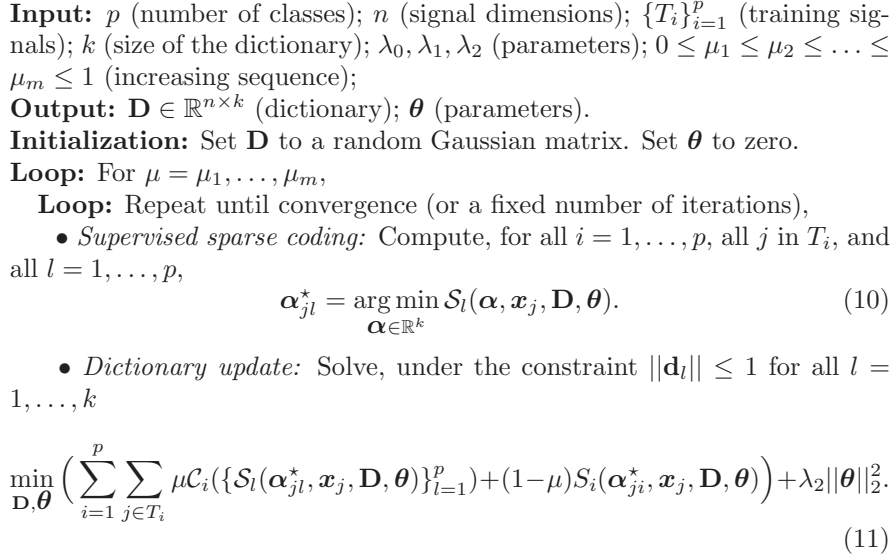 Input: p (number of classes); n (signal dimensions); {T_i}_{i=1}^p (training sig-
nals); k (size of the dictionary); λ_0, λ_1, λ_2 (parameters); 0 ≤ μ_1 ≤ μ_2 ≤ ... ≤
μ_m ≤ 1 (increasing sequence);
Output: D ∈ ℝ^{n×k} (dictionary); θ (parameters).
Initialization: Set D to a random Gaussian matrix. Set θ to zero.
Loop: For μ = μ_1, ..., μ_m,
Loop: Repeat until convergence (or a fixed number of iterations),
• Supervised sparse coding: Compute, for all i = 1, ..., p, all j in T_i, and
all l = 1, ..., p,
α*_{jl} = arg min_{α∈ℝ^k} S_l(α, x_j, D, θ). (10)
• Dictionary update: Solve, under the constraint ||d_l|| ≤ 1 for all l =
1, ..., k
min_{D,θ} ( ∑_{i=1}^p ∑_{j∈T_i} μC_i({S_l(α*_{jl}, x_j, D, θ)}_{l=1}^p)+(1−μ)S_i(α*_{ji}, x_j, D, θ) )+λ_2||θ||_2^2.
(11)